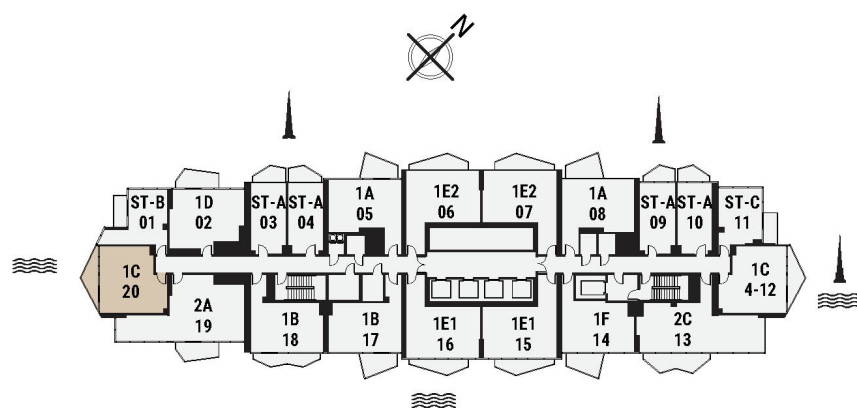 N
ST-B
01
1D
02
ST-A
03
ST-A
04
1A
05
1E2
06
1E2
07
1A
08
ST-A
09
ST-A
10
ST-C
11
1C
20
2A
19
1B
18
1B
17
1E1
16
1E1
15
1F
14
2C
13
1C
4-12